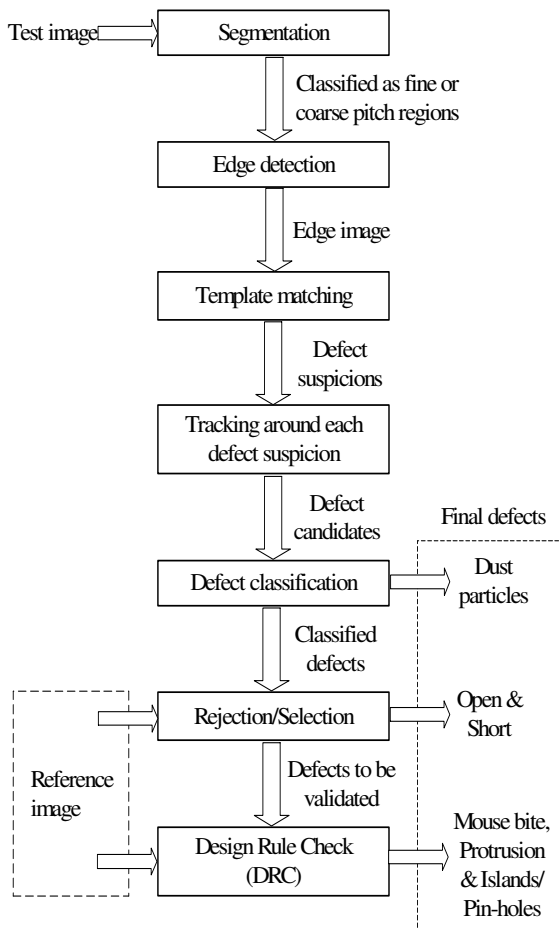 Test image
Segmentation
Classified as fine or
coarse pitch regions
Edge detection
Edge image
Template matching
Defect
suspicions
Tracking around each
defect suspicion
Defect
candidates
Final defects
Defect classification
Dust
particles
Classified
defects
Rejection/Selection
Open &
Short
Reference
image
Defects to be
validated
Design Rule Check
(DRC)
Mouse bite,
Protrusion
& Islands/
Pin-holes